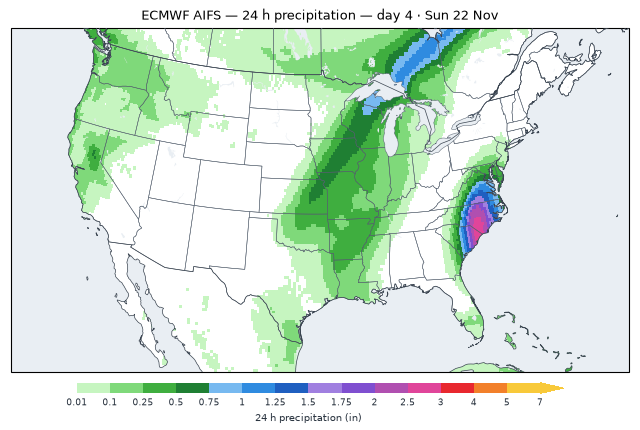 ECMWF AIFS — 24 h precipitation — day 4 · Sun 22 Nov
0.01 0.1 0.25 0.5 0.75 1 1.25 1.5 1.75 2 2.5 3 4 5 7
24 h precipitation (in)